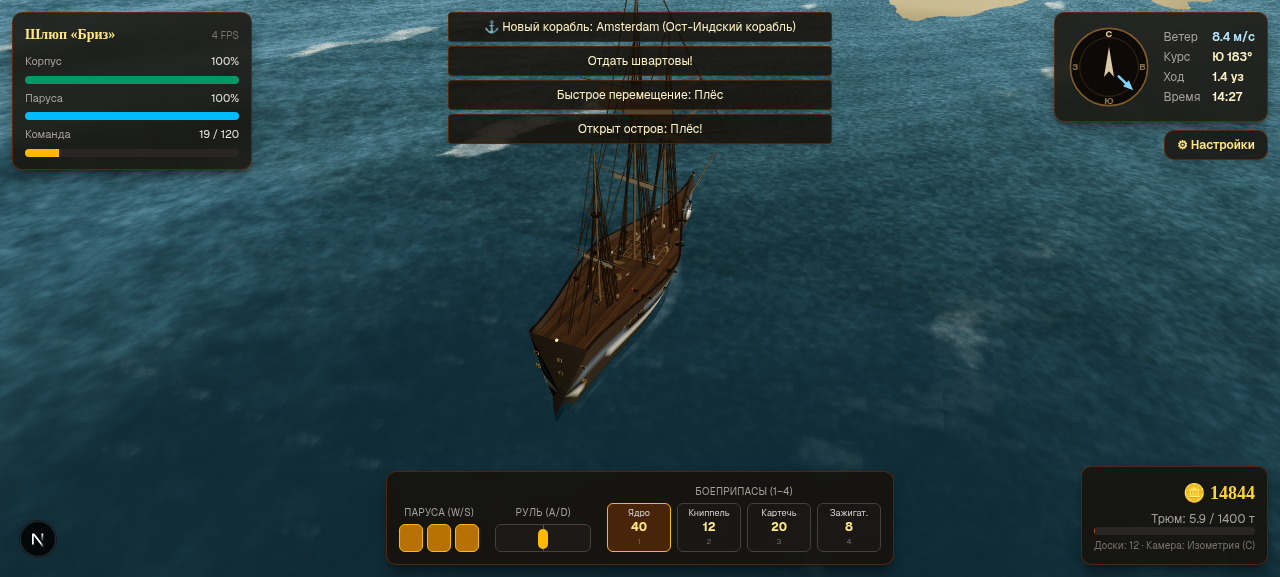 Шлюп «Бриз»
4 FPS
Корпус 100%
Паруса 100%
Команда 19 / 120
⚓ Новый корабль: Amsterdam (Ост-Индский корабль)
Отдать швартовы!
Быстрое перемещение: Плёс
Открыт остров: Плёс!
С
З
В
Ю
Ветер 8.4 м/с
Курс Ю 183°
Ход 1.4 уз
Время 14:27
⚙ Настройки
ПАРУСА (W/S)
РУЛЬ (A/D)
БОЕПРИПАСЫ (1–4)
Ядро
40
1
Книппель
12
2
Картечь
20
3
Зажигат.
8
4
🪙 14844
Трюм: 5.9 / 1400 т
Доски: 12 · Камера: Изометрия (C)
N